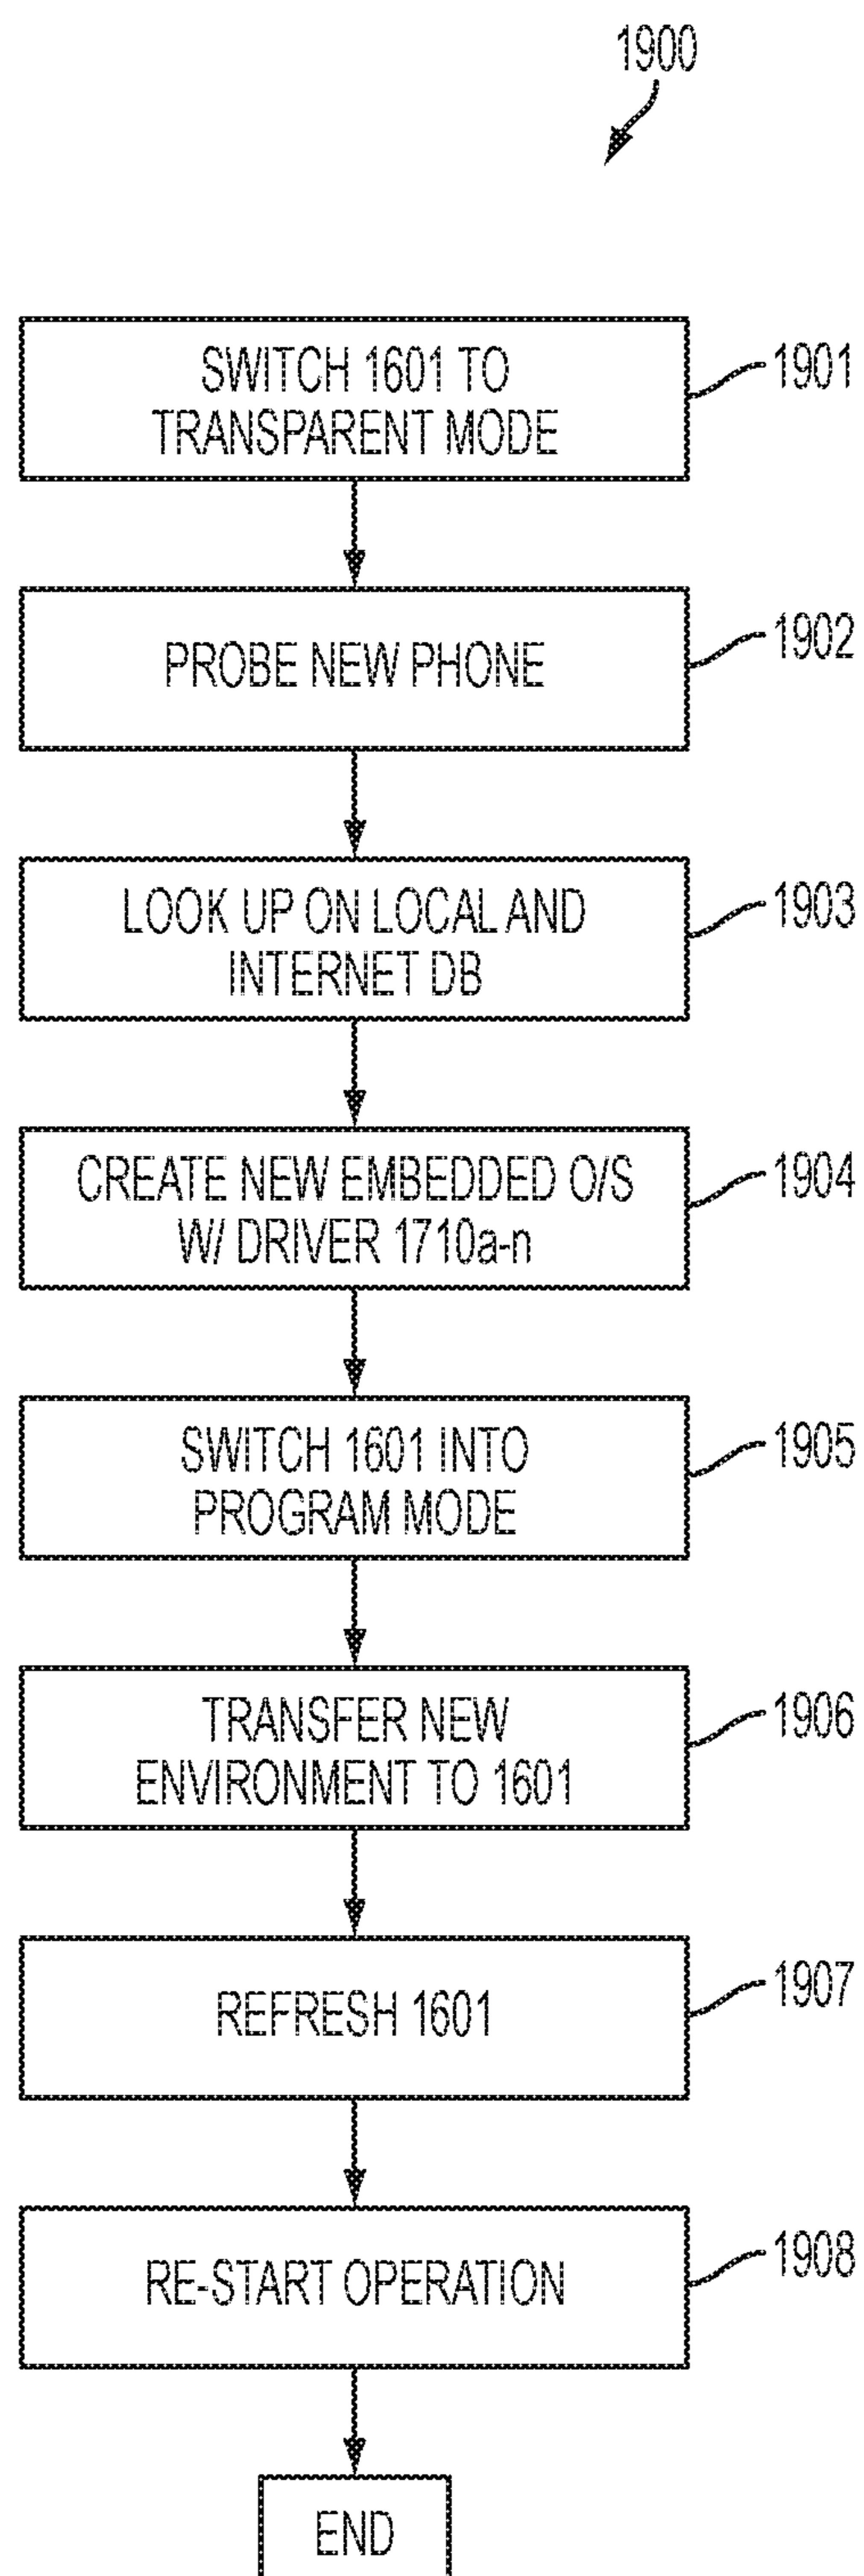 1900
SWITCH 1601 TO
TRANSPARENT MODE
1901
PROBE NEW PHONE
1902
LOOK UP ON LOCAL AND
INTERNET DB
1903
CREATE NEW EMBEDDED O/S
W/ DRIVER 1710a-n
1904
SWITCH 1601 INTO
PROGRAM MODE
1905
TRANSFER NEW
ENVIRONMENT TO 1601
1906
REFRESH 1601
1907
RE-START OPERATION
1908
END